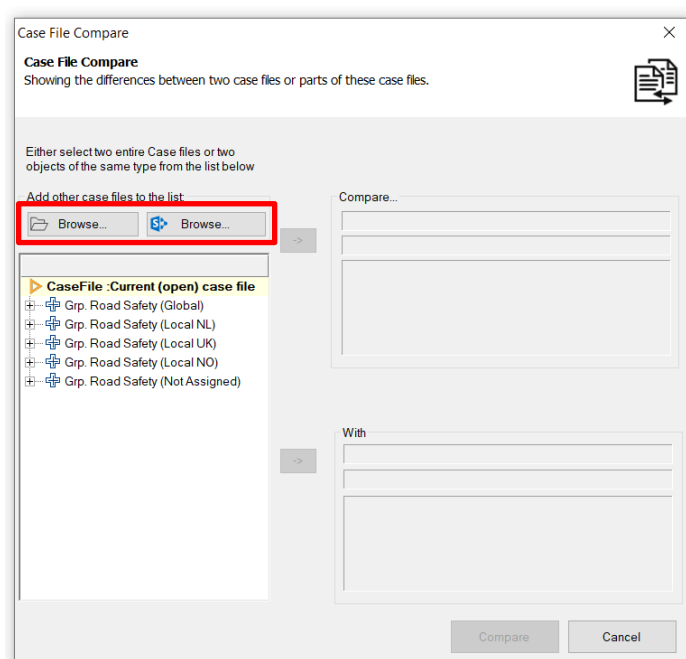 Case File Compare
Case File Compare
Showing the differences between two case files or parts of these case files.
Either select two entire Case files or two
objects of the same type from the list below
Add other case files to the list:
Browse...
Browse...
->
CaseFile :Current (open) case file
Grp. Road Safety (Global)
Grp. Road Safety (Local NL)
Grp. Road Safety (Local UK)
Grp. Road Safety (Local NO)
Grp. Road Safety (Not Assigned)
Compare...
->
With
Compare
Cancel